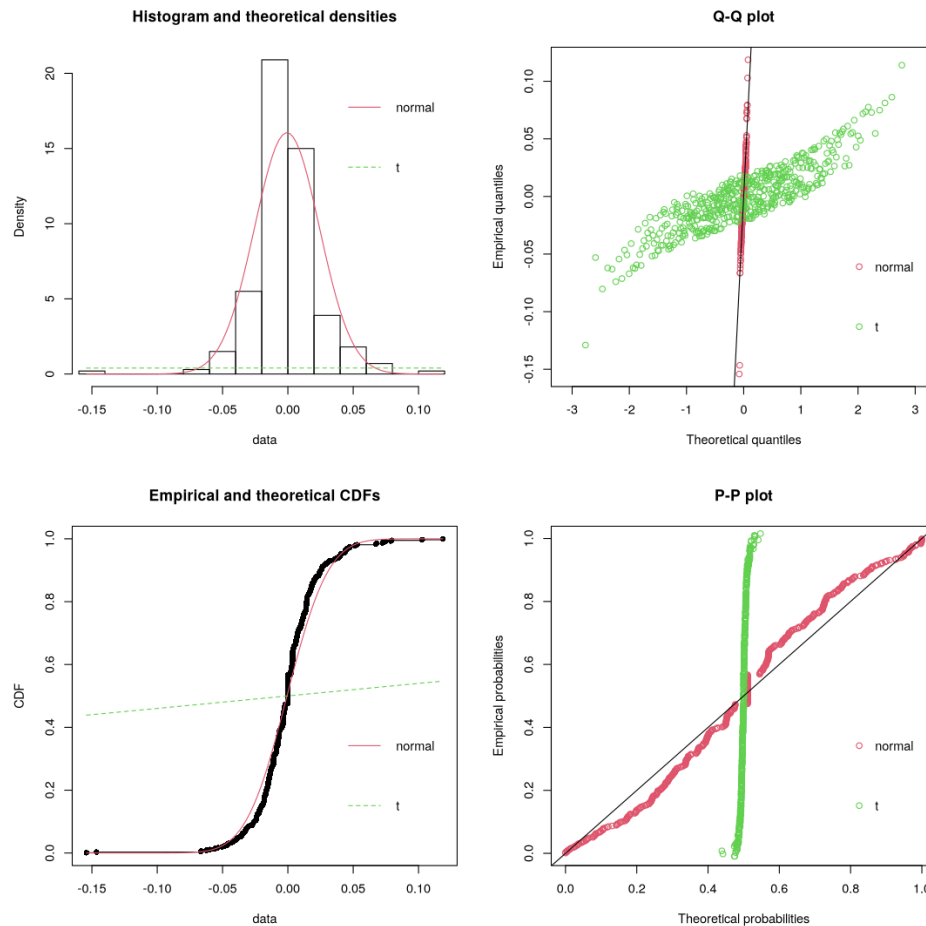 Histogram and theoretical densities
Density
0
5
10
15
20
normal
t
-0.15
-0.10
-0.05
0.00
0.05
0.10
data
Q-Q plot
Empirical quantiles
-0.15
-0.10
-0.05
0.00
0.05
0.10
normal
t
-3
-2
-1
0
1
2
3
Theoretical quantiles
Empirical and theoretical CDFs
CDF
0.0
0.2
0.4
0.6
0.8
1.0
normal
t
-0.15
-0.10
-0.05
0.00
0.05
0.10
data
P-P plot
Empirical probabilities
0.0
0.2
0.4
0.6
0.8
1.0
normal
t
0.0
0.2
0.4
0.6
0.8
1.0
Theoretical probabilities